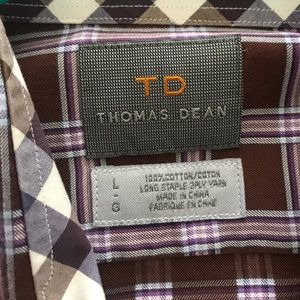 TD
THOMAS DEAN
L
-
G
100% COTTON/COTON
LONG STAPLE 2PLY YARN
MADE IN CHINA
FABRIQUE EN CHINE